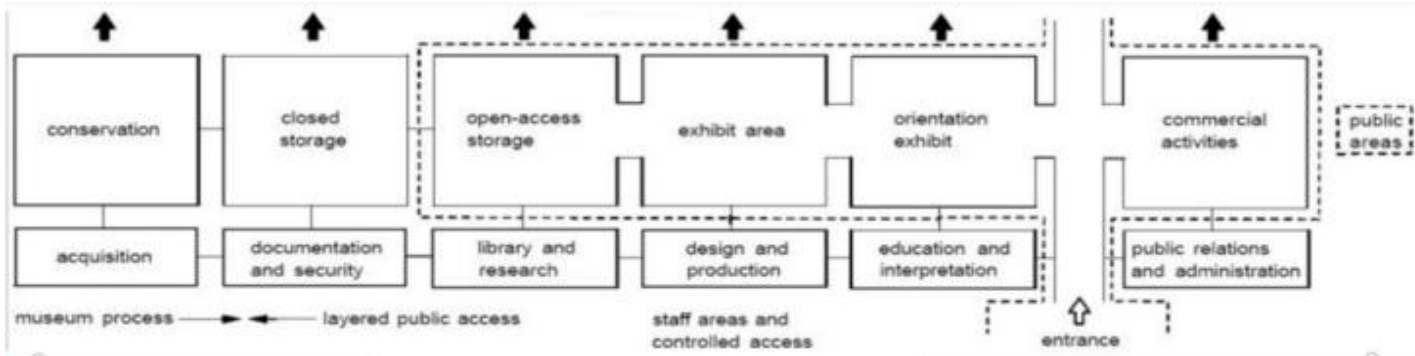 conservation
closed
storage
open-access
storage
exhibit area
orientation
exhibit
commercial
activities
public
areas
acquisition
documentation
and security
library and
research
design and
production
education and
interpretation
public relations
and administration
museum process
layered public access
staff areas and
controlled access
entrance